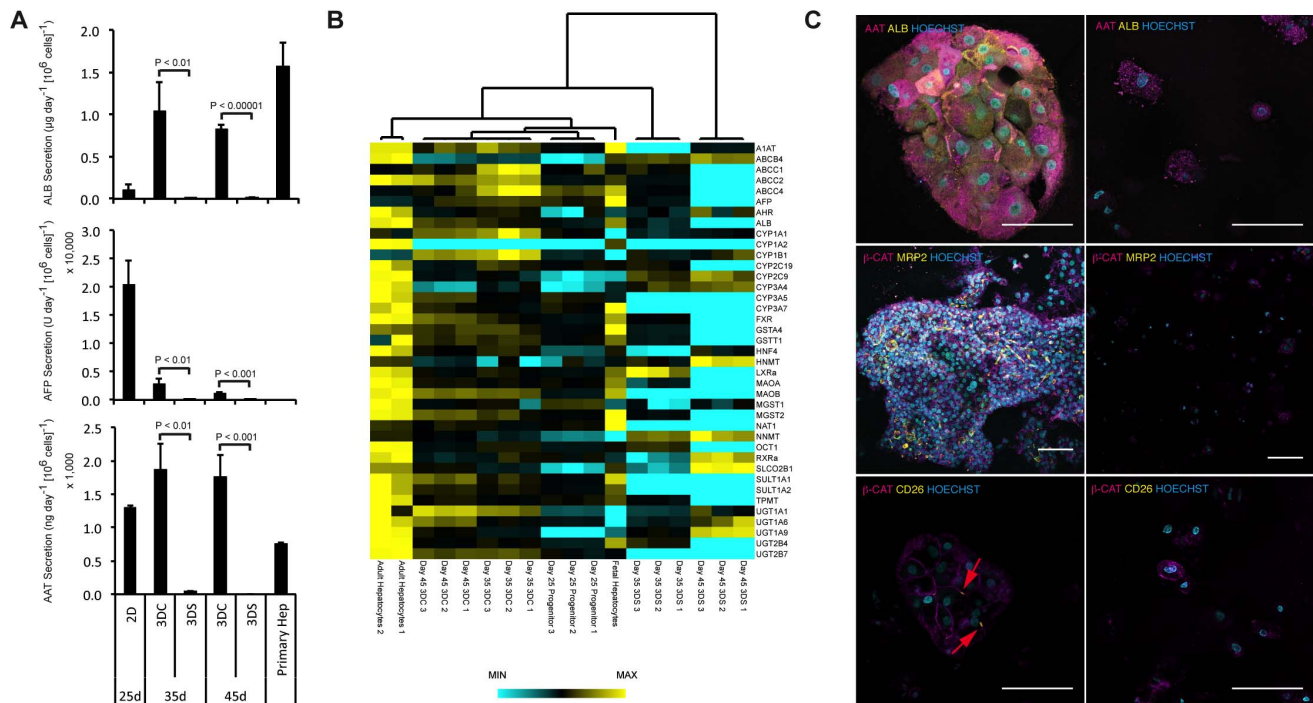 A
B
C
ALB Secretion (µg day⁻¹ [10⁶ cells]⁻¹)
2.0
1.5
1.0
0.5
0.0
P < 0.01
P < 0.00001
AFP Secretion (U day⁻¹ [10⁶ cells]⁻¹)
x 10,000
3.0
2.5
2.0
1.5
1.0
0.5
0.0
P < 0.01
P < 0.001
AAT Secretion (ng day⁻¹ [10⁶ cells]⁻¹)
x 1,000
2.5
2.0
1.5
1.0
0.5
0.0
P < 0.01
P < 0.001
2D
3DC
3DS
3DC
3DS
Primary Hep
25d
35d
45d
A1AT
ABCB4
ABCC1
ABCC2
ABCC4
AFP
AHR
ALB
CYP1A1
CYP1A2
CYP1B1
CYP2C19
CYP2C9
CYP3A4
CYP3A5
CYP3A7
FXR
GSTA4
GSTT1
HNF4
HNMT
LXRa
MAOA
MAOB
MGST1
MGST2
NAT1
NNMT
OCT1
RXRa
SLCO2B1
SULT1A1
SULT1A2
TPMT
UGT1A1
UGT1A6
UGT1A9
UGT2B4
UGT2B7
Adult Hepatocytes 2
Adult Hepatocytes 1
Day 45 3DC 3
Day 45 3DC 2
Day 45 3DC 1
Day 35 3DC 3
Day 35 3DC 2
Day 35 3DC 1
Day 25 Progenitor 3
Day 25 Progenitor 2
Day 25 Progenitor 1
Fetal Hepatocytes
Day 35 3DS 3
Day 35 3DS 2
Day 35 3DS 1
Day 45 3DS 3
Day 45 3DS 2
Day 45 3DS 1
MIN
MAX
AAT ALB HOECHST
AAT ALB HOECHST
β-CAT MRP2 HOECHST
β-CAT MRP2 HOECHST
β-CAT CD26 HOECHST
β-CAT CD26 HOECHST